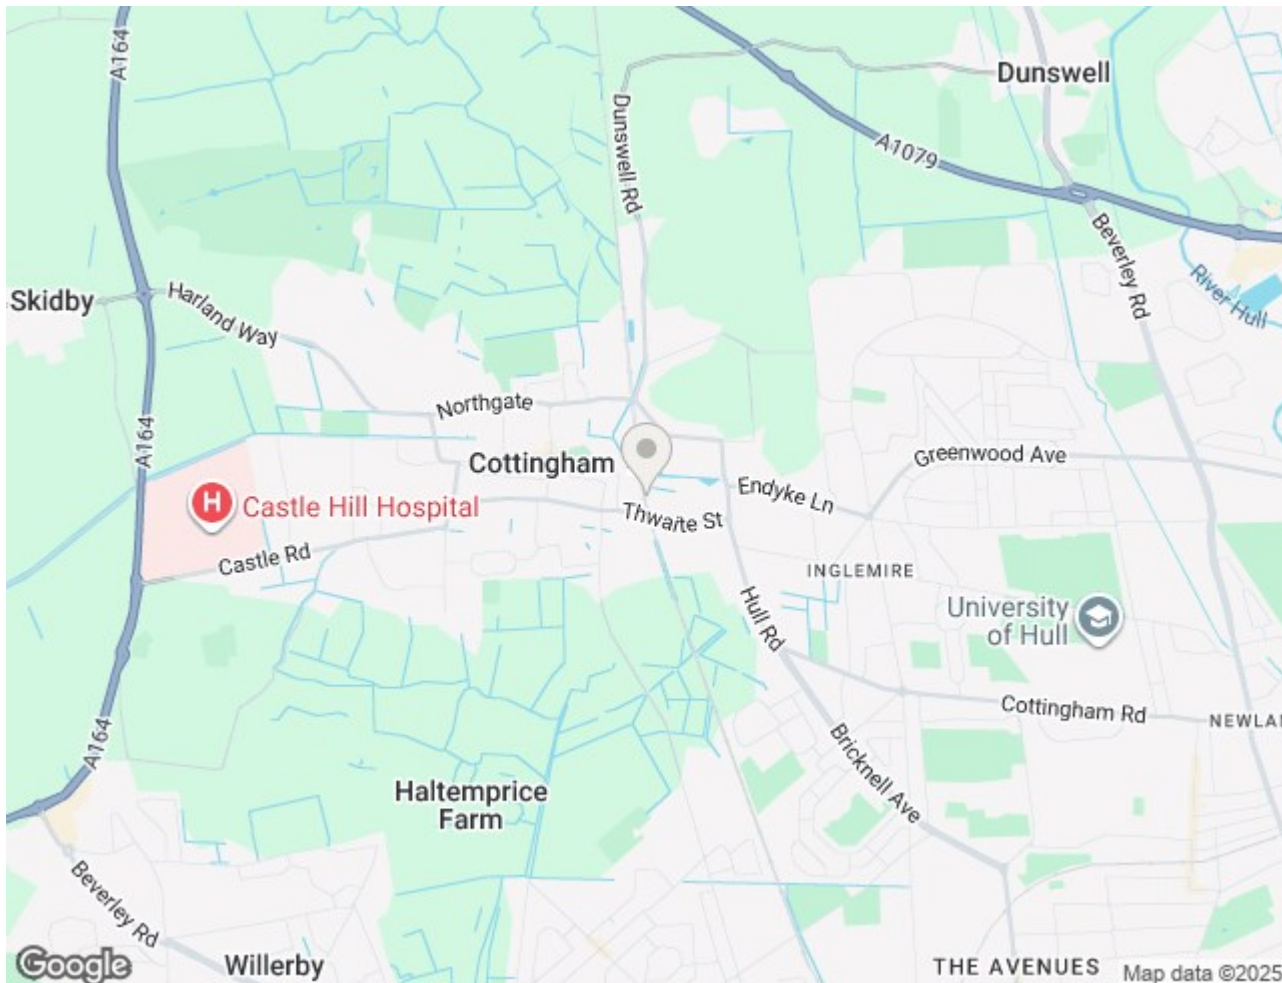 A164
Dunswell
Dunswell Rd
A1079
Beverley Rd
River Hull
Skidby
Harland Way
Northgate
A164
Cottingham
Greenwood Ave
Endyke Ln
H
Castle Hill Hospital
Thwaite St
Castle Rd
INGLEMIRE
University
of Hull
Hull Rd
Cottingham Rd
NEWLAN
A164
Bricknell Ave
Haltemprice
Farm
Beverley Rd
Willerby
THE AVENUES
Google
Map data ©2025